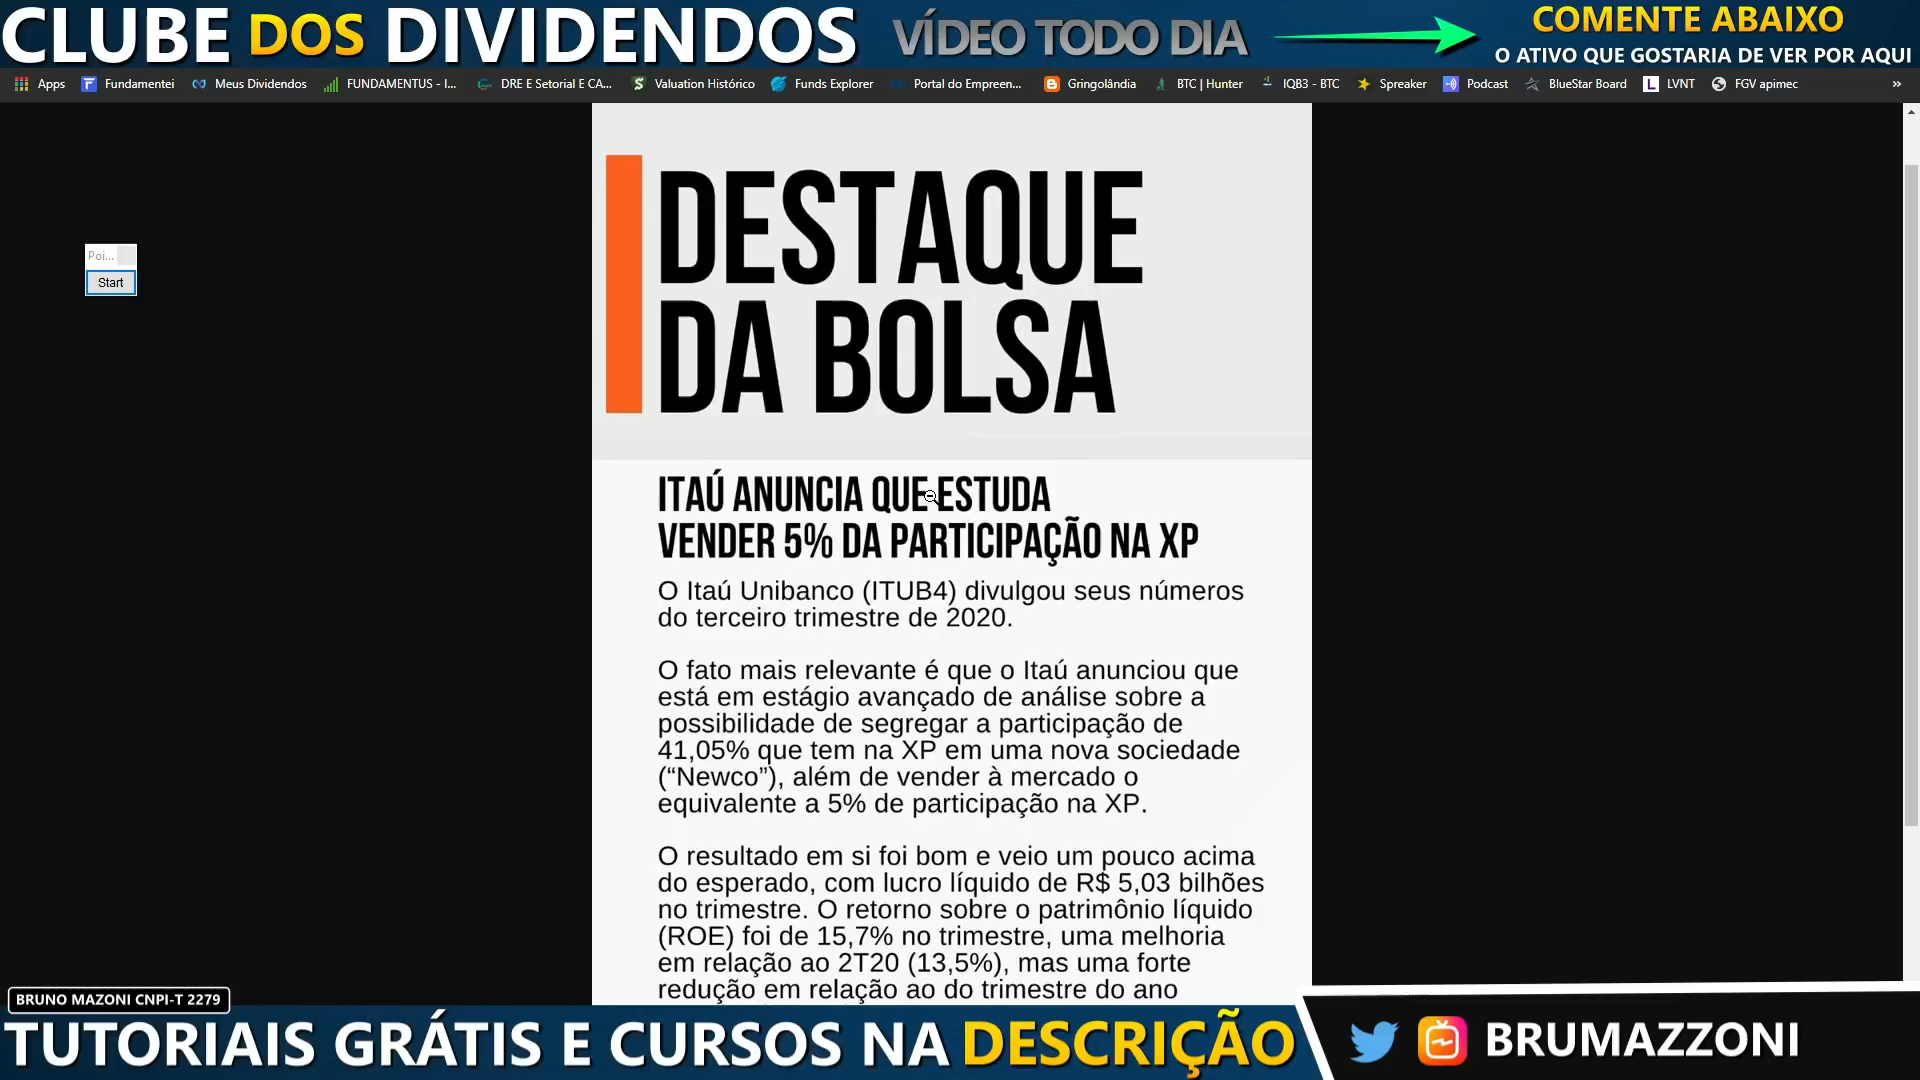 CLUBE DOS DIVIDENDOS
VÍDEO TODO DIA
COMENTE ABAIXO
O ATIVO QUE GOSTARIA DE VER POR AQUI
Apps
Fundamentei
Meus Dividendos
FUNDAMENTUS - I...
DRE E Setorial E CA...
Valuation Histórico
Funds Explorer
Portal do Empreen...
Gringolândia
BTC | Hunter
IQB3 - BTC
Spreaker
Podcast
BlueStar Board
LVNT
FGV apimec
»
Poi...
Start
DESTAQUE
DA BOLSA
ITAÚ ANUNCIA QUE ESTUDA
VENDER 5% DA PARTICIPAÇÃO NA XP
O Itaú Unibanco (ITUB4) divulgou seus números
do terceiro trimestre de 2020.
O fato mais relevante é que o Itaú anunciou que
está em estágio avançado de análise sobre a
possibilidade de segregar a participação de
41,05% que tem na XP em uma nova sociedade
(“Newco”), além de vender à mercado o
equivalente a 5% de participação na XP.
O resultado em si foi bom e veio um pouco acima
do esperado, com lucro líquido de R$ 5,03 bilhões
no trimestre. O retorno sobre o patrimônio líquido
(ROE) foi de 15,7% no trimestre, uma melhoria
em relação ao 2T20 (13,5%), mas uma forte
redução em relação ao do trimestre do ano
BRUNO MAZONI CNPI-T 2279
TUTORIAIS GRÁTIS E CURSOS NA DESCRIÇÃO
BRUMAZZONI